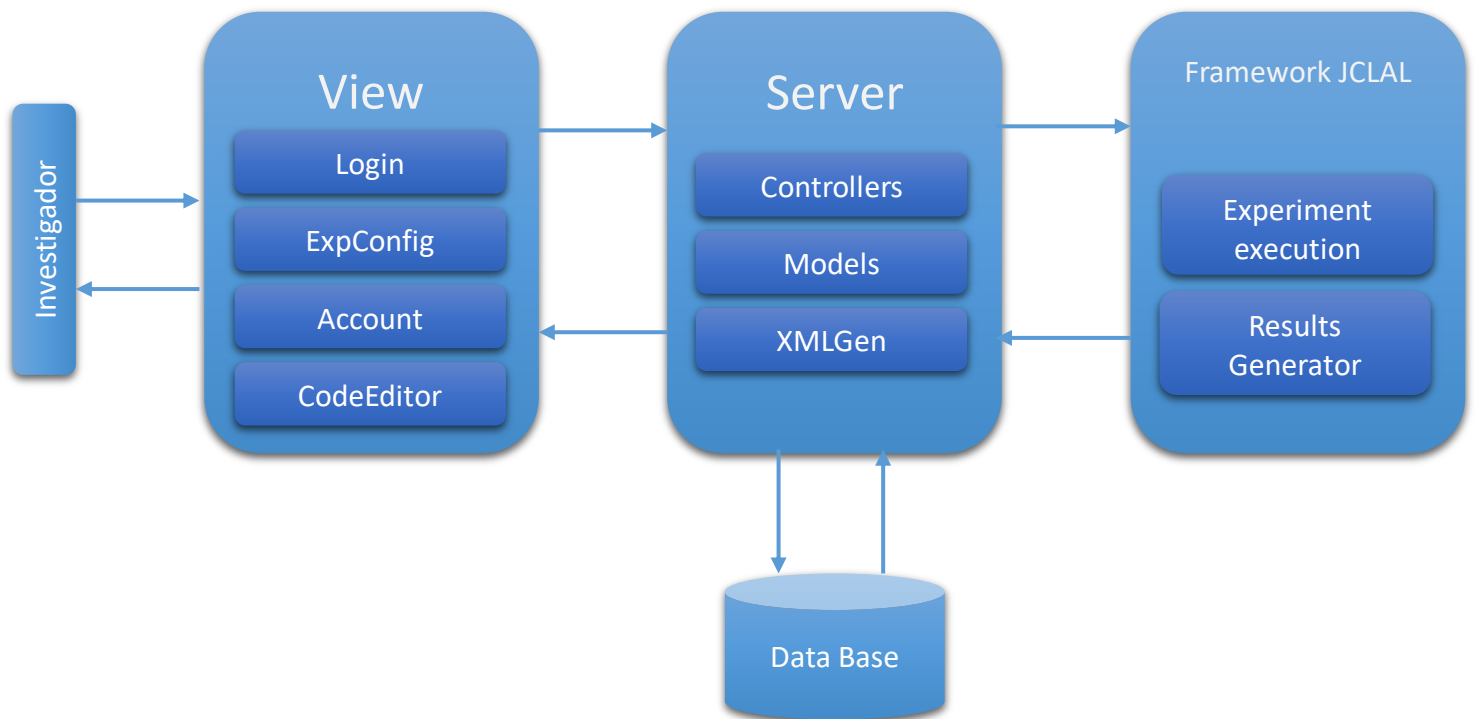 Investigador
View
Login
ExpConfig
Account
CodeEditor
Server
Controllers
Models
XMLGen
Framework JCLAL
Experiment
execution
Results
Generator
Data Base